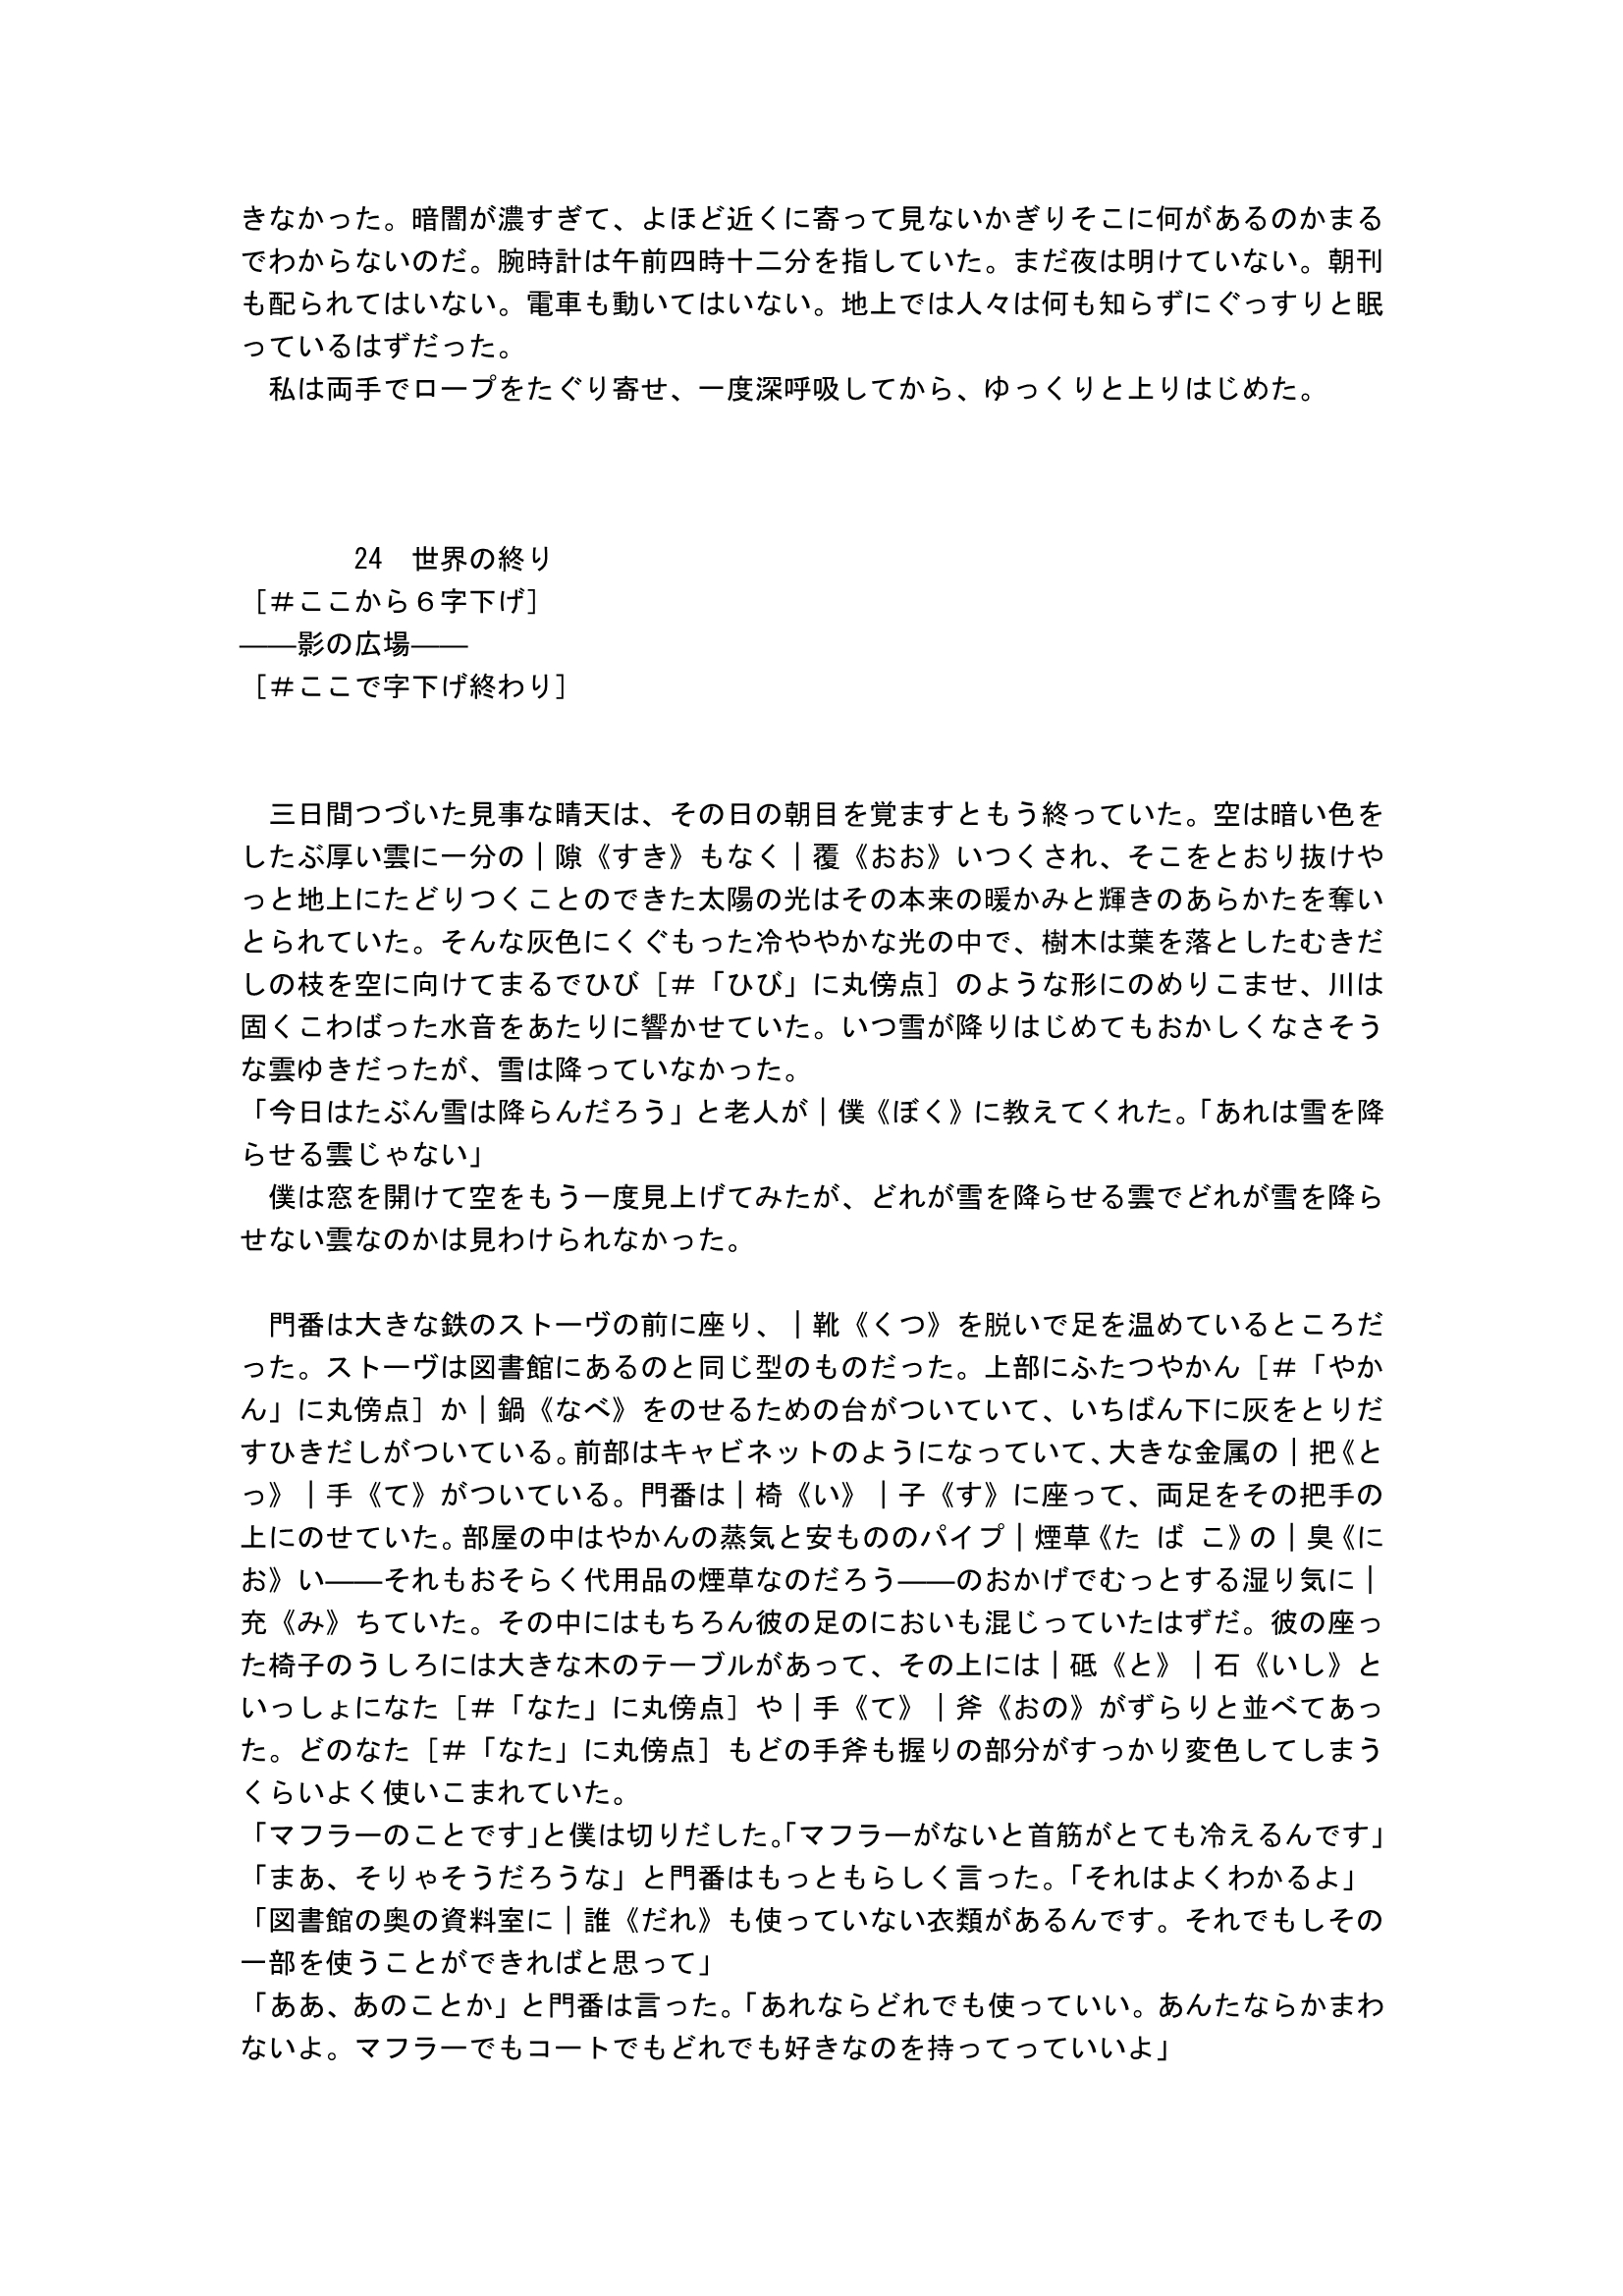 きなかった。暗闇が濃すぎて、よほど近くに寄って見ないかぎりそこに何があるのかまる
でわからないのだ。腕時計は午前四時十二分を指していた。まだ夜は明けていない。朝刊
も配られてはいない。電車も動いてはいない。地上では人々は何も知らずにぐっすりと眠
っているはずだった。
　私は両手でロープをたぐり寄せ、一度深呼吸してから、ゆっくりと上りはじめた。
24　世界の終り
［＃ここから６字下げ］
――影の広場――
［＃ここで字下げ終わり］
　三日間つづいた見事な晴天は、その日の朝目を覚ますともう終っていた。空は暗い色を
したぶ厚い雲に一分の｜隙《すき》もなく｜覆《おお》いつくされ、そこをとおり抜けや
っと地上にたどりつくことのできた太陽の光はその本来の暖かみと輝きのあらかたを奪い
とられていた。そんな灰色にくぐもった冷ややかな光の中で、樹木は葉を落としたむきだ
しの枝を空に向けてまるでひび［＃「ひび」に丸傍点］のような形にのめりこませ、川は
固くこわばった水音をあたりに響かせていた。いつ雪が降りはじめてもおかしくなさそう
な雲ゆきだったが、雪は降っていなかった。
「今日はたぶん雪は降らんだろう」と老人が｜僕《ぼく》に教えてくれた。「あれは雪を降
らせる雲じゃない」
　僕は窓を開けて空をもう一度見上げてみたが、どれが雪を降らせる雲でどれが雪を降ら
せない雲なのかは見わけられなかった。
　門番は大きな鉄のストーヴの前に座り、｜靴《くつ》を脱いで足を温めているところだ
った。ストーヴは図書館にあるのと同じ型のものだった。上部にふたつやかん［＃「やか
ん」に丸傍点］か｜鍋《なべ》をのせるための台がついていて、いちばん下に灰をとりだ
すひきだしがついている。前部はキャビネットのようになっていて、大きな金属の｜把《と
っ》｜手《て》がついている。門番は｜椅《い》｜子《す》に座って、両足をその把手の
上にのせていた。部屋の中はやかんの蒸気と安もののパイプ｜煙草《た ば こ》の｜臭《に
お》い――それもおそらく代用品の煙草なのだろう――のおかげでむっとする湿り気に｜
充《み》ちていた。その中にはもちろん彼の足のにおいも混じっていたはずだ。彼の座っ
た椅子のうしろには大きな木のテーブルがあって、その上には｜砥《と》｜石《いし》と
いっしょになた［＃「なた」に丸傍点］や｜手《て》｜斧《おの》がずらりと並べてあっ
た。どのなた［＃「なた」に丸傍点］もどの手斧も握りの部分がすっかり変色してしまう
くらいよく使いこまれていた。
「マフラーのことです」と僕は切りだした。「マフラーがないと首筋がとても冷えるんです」
「まあ、そりゃそうだろうな」と門番はもっともらしく言った。「それはよくわかるよ」
「図書館の奥の資料室に｜誰《だれ》も使っていない衣類があるんです。それでもしその
一部を使うことができればと思って」
「ああ、あのことか」と門番は言った。「あれならどれでも使っていい。あんたならかまわ
ないよ。マフラーでもコートでもどれでも好きなのを持ってっていいよ」